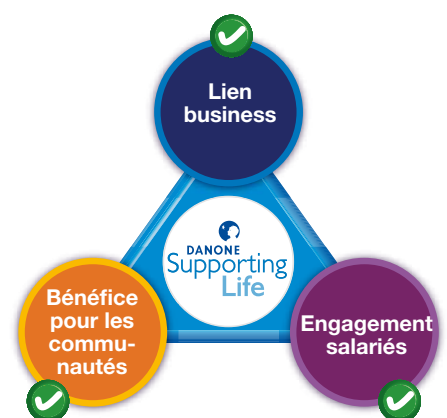 Lien
business
DANONE
Supporting
Life
Bénéfice
pour les
commu-
nautés
Engagement
salariés